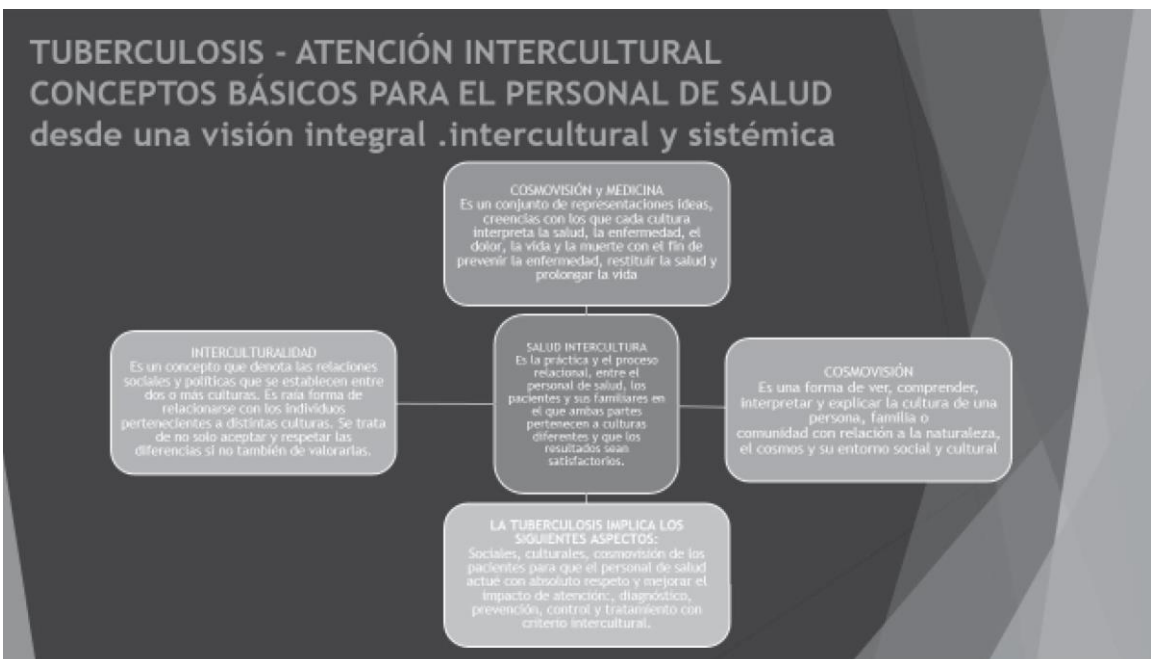 TUBERCULOSIS - ATENCIÓN INTERCULTURAL
CONCEPTOS BÁSICOS PARA EL PERSONAL DE SALUD
desde una visión integral .intercultural y sistémica
COSMOVISIÓN y MEDICINA
Es un conjunto de representaciones ideas,
creencias con los que cada cultura
interpreta la salud, la enfermedad, el
dolor, la vida y la muerte con el fin de
prevenir la enfermedad, restituir la salud y
prolongar la vida
INTERCULTURALIDAD
Es un concepto que denota las relaciones
sociales y políticas que se establecen entre
dos o más culturas. Es raía forma de
relacionarse con los individuos
pertenecientes a distintas culturas. Se trata
de no solo aceptar y respetar las
diferencias si no también de valorarlas.
SALUD INTERCULTURA
Es la práctica y el proceso
relacional, entre el
personal de salud, los
pacientes y sus familiares en
el que ambas partes
pertenecen a culturas
diferentes y que los
resultados sean
satisfactorios.
COSMOVISIÓN
Es una forma de ver, comprender,
interpretar y explicar la cultura de una
persona, familia o
comunidad con relación a la naturaleza,
el cosmos y su entorno social y cultural
LA TUBERCULOSIS IMPLICA LOS
SIGUIENTES ASPECTOS:
Sociales, culturales, cosmovisión de los
pacientes para que el personal de salud
actué con absoluto respeto y mejorar el
impacto de atención:, diagnóstico,
prevención, control y tratamiento con
criterio intercultural.